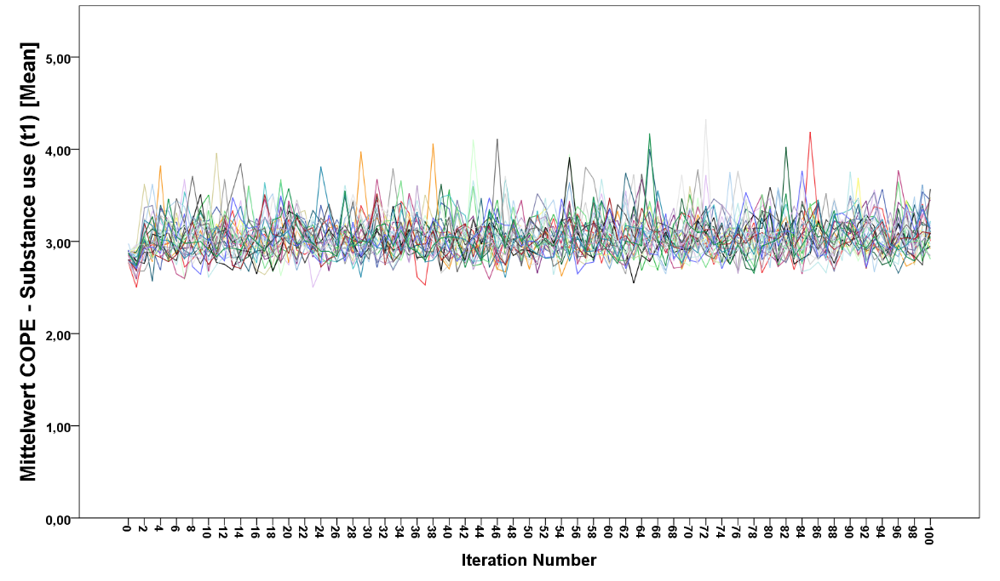 Mittelwert COPE - Substance use (t1) [Mean]
5,00
4,00
3,00
2,00
1,00
0,00
0 2 4 6 8 10 12 14 16 18 20 22 24 26 28 30 32 34 36 38 40 42 44 46 48 50 52 54 56 58 60 62 64 66 68 70 72 74 76 78 80 82 84 86 88 90 92 94 96 98 100
Iteration Number